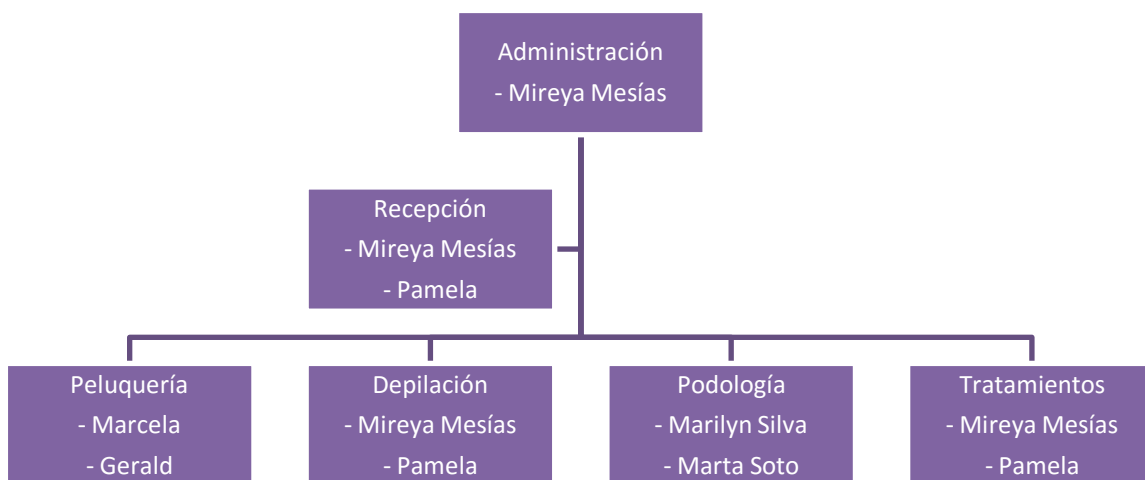 Administración
- Mireya Mesías
Recepción
- Mireya Mesías
- Pamela
Peluquería
- Marcela
- Gerald
Depilación
- Mireya Mesías
- Pamela
Podología
- Marilyn Silva
- Marta Soto
Tratamientos
- Mireya Mesías
- Pamela